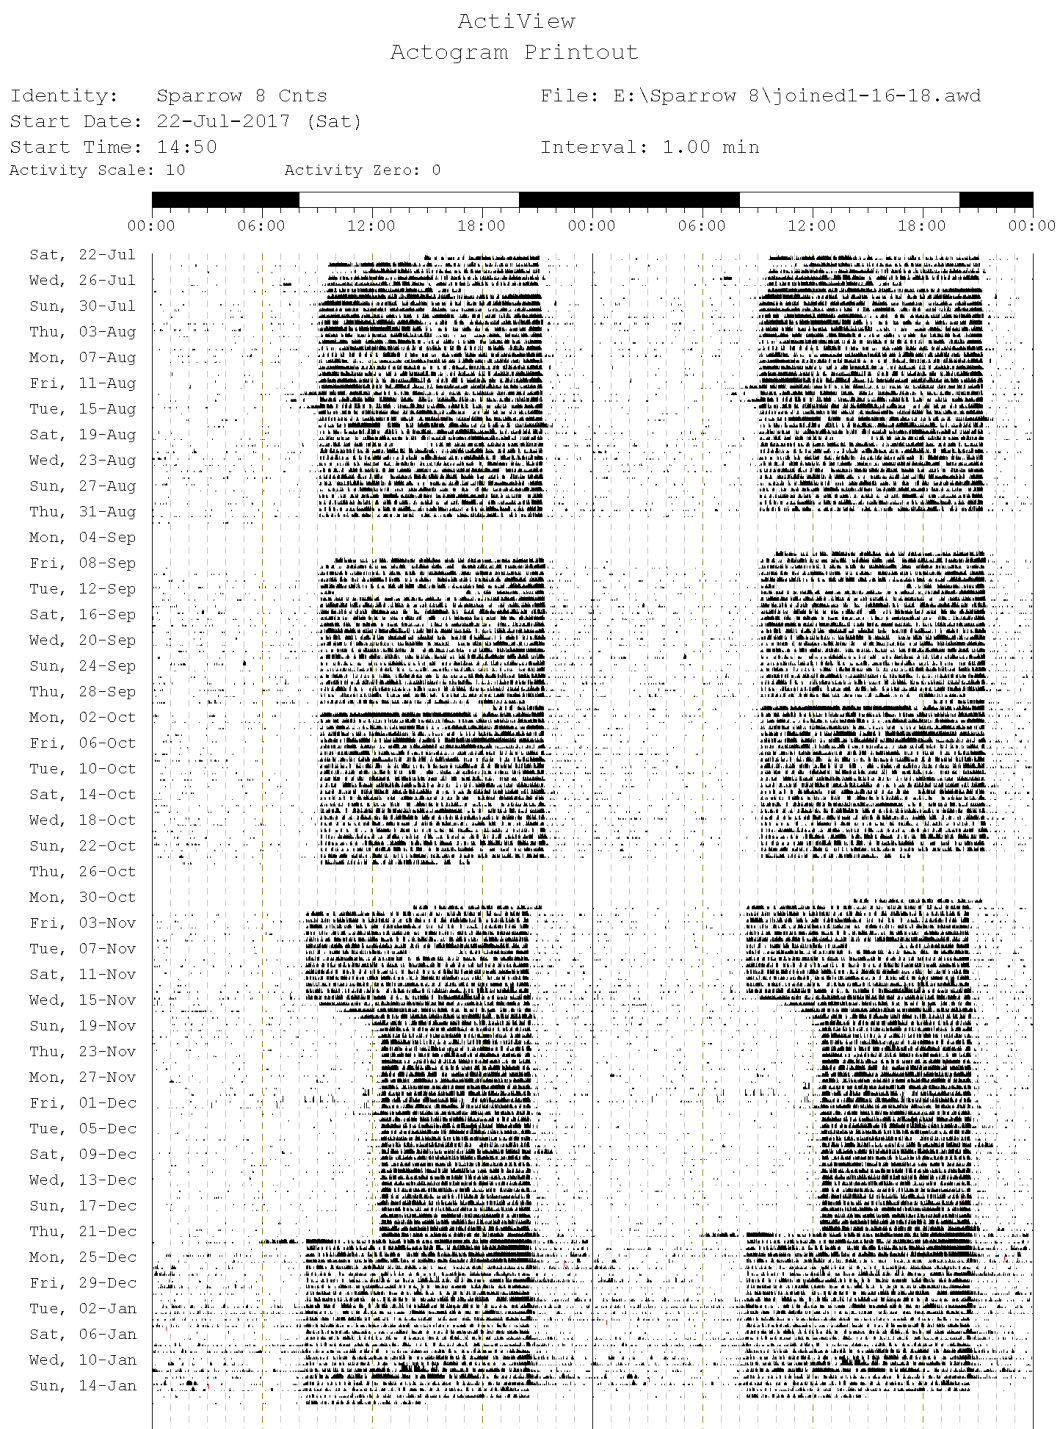 ActiView
Actogram Printout
Identity: Sparrow 8 Cnts File: E:\Sparrow 8\joined1-16-18.awd
Start Date: 22-Jul-2017 (Sat)
Start Time: 14:50 Interval: 1.00 min
Activity Scale: 10 Activity Zero: 0
00:00 06:00 12:00 18:00 00:00 06:00 12:00 18:00 00:00
Sat, 22-Jul
Wed, 26-Jul
Sun, 30-Jul
Thu, 03-Aug
Mon, 07-Aug
Fri, 11-Aug
Tue, 15-Aug
Sat, 19-Aug
Wed, 23-Aug
Sun, 27-Aug
Thu, 31-Aug
Mon, 04-Sep
Fri, 08-Sep
Tue, 12-Sep
Sat, 16-Sep
Wed, 20-Sep
Sun, 24-Sep
Thu, 28-Sep
Mon, 02-Oct
Fri, 06-Oct
Tue, 10-Oct
Sat, 14-Oct
Wed, 18-Oct
Sun, 22-Oct
Thu, 26-Oct
Mon, 30-Oct
Fri, 03-Nov
Tue, 07-Nov
Sat, 11-Nov
Wed, 15-Nov
Sun, 19-Nov
Thu, 23-Nov
Mon, 27-Nov
Fri, 01-Dec
Tue, 05-Dec
Sat, 09-Dec
Wed, 13-Dec
Sun, 17-Dec
Thu, 21-Dec
Mon, 25-Dec
Fri, 29-Dec
Tue, 02-Jan
Sat, 06-Jan
Wed, 10-Jan
Sun, 14-Jan